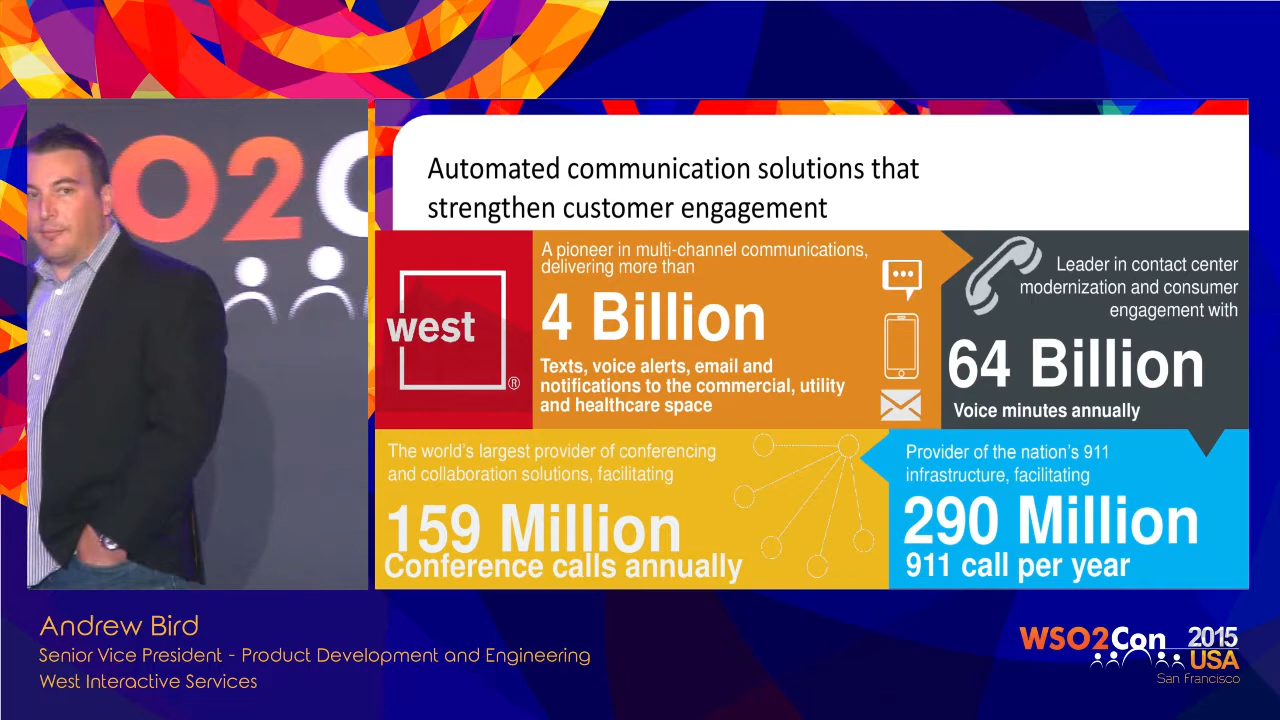 SO2C
Automated communication solutions that
strengthen customer engagement
west
®
A pioneer in multi-channel communications,
delivering more than
4 Billion
Texts, voice alerts, email and
notifications to the commercial, utility
and healthcare space
Leader in contact center
modernization and consumer
engagement with
64 Billion
Voice minutes annually
The world's largest provider of conferencing
and collaboration solutions, facilitating
159 Million
Conference calls annually
Provider of the nation's 911
infrastructure, facilitating
290 Million
911 call per year
Andrew Bird
Senior Vice President - Product Development and Engineering
West Interactive Services
WSO2Con 2015
USA
San Francisco